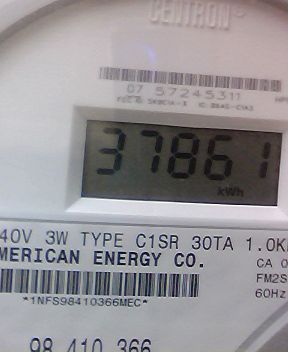 CENTRON®
07 57245311
37861
kWh
40V 3W TYPE C1SR 30TA 1.0K
MERICAN ENERGY CO.
CA 0
FM2S
60Hz
*1NFS98410366MEC*
98 410 366